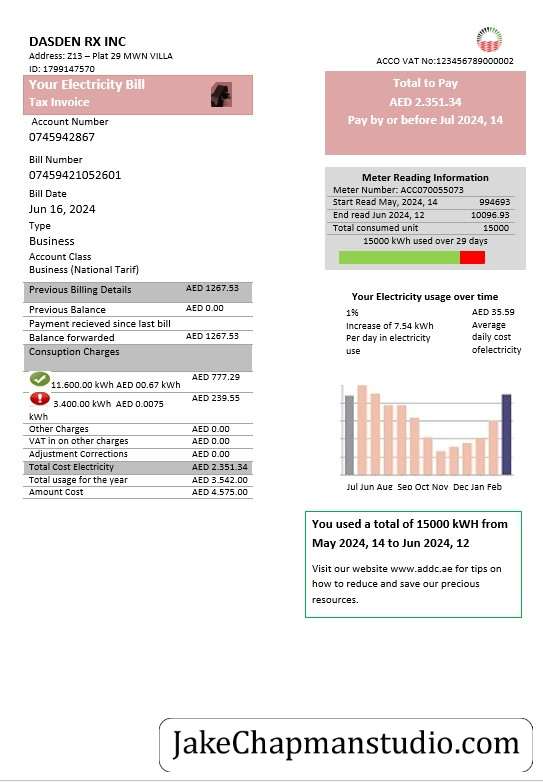 DASDEN RX INC
Address: Z13 – Plat 29 MWN VILLA
ID: 1799147570
Your Electricity Bill
Tax Invoice
Account Number
0745942867
Bill Number
07459421052601
Bill Date
Jun 16, 2024
Type
Business
Account Class
Business (National Tarif)
Previous Billing Details AED 1267.53
Previous Balance AED 0.00
Payment recieved since last bill
Balance forwarded AED 1267.53
Consuption Charges
11.600.00 kWh AED 00.67 kWh AED 777.29
3.400.00 kWh AED 0.0075 AED 239.55
kWh
Other Charges AED 0.00
VAT in on other charges AED 0.00
Adjustment Corrections AED 0.00
Total Cost Electricity AED 2.351.34
Total usage for the year AED 3.542.00
Amount Cost AED 4.575.00
ACCO VAT No:123456789000002
Total to Pay
AED 2.351.34
Pay by or before Jul 2024, 14
Meter Reading Information
Meter Number: ACC070055073
Start Read May, 2024, 14 994693
End read Jun 2024, 12 10096.93
Total consumed unit 15000
15000 kWh used over 29 days
Your Electricity usage over time
1%
Increase of 7.54 kWh
Per day in electricity
use
AED 35.59
Average
daily cost
ofelectricity
Jul Jun Aug Sep Oct Nov Dec Jan Feb
You used a total of 15000 kWH from
May 2024, 14 to Jun 2024, 12
Visit our website www.addc.ae for tips on
how to reduce and save our precious
resources.
JakeChapmanstudio.com